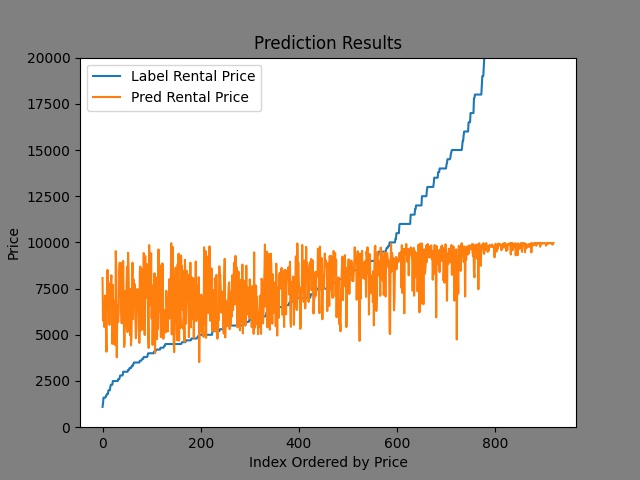 Prediction Results
20000
17500
15000
12500
10000
7500
5000
2500
0
Price
Label Rental Price
Pred Rental Price
0 200 400 600 800
Index Ordered by Price